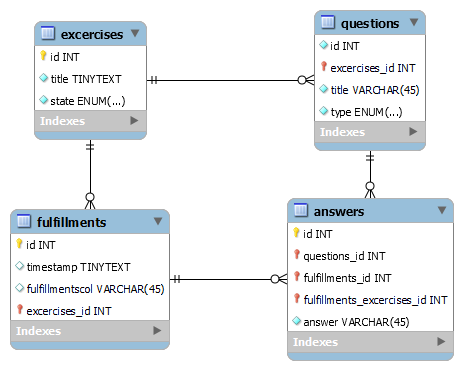 excercises
id INT
title TINYTEXT
state ENUM(...)
Indexes
questions
id INT
excercises_id INT
title VARCHAR(45)
type ENUM(...)
Indexes
fulfillments
id INT
timestamp TINYTEXT
fulfillmentscol VARCHAR(45)
excercises_id INT
Indexes
answers
id INT
questions_id INT
fulfillments_id INT
fulfillments_excercises_id INT
answer VARCHAR(45)
Indexes